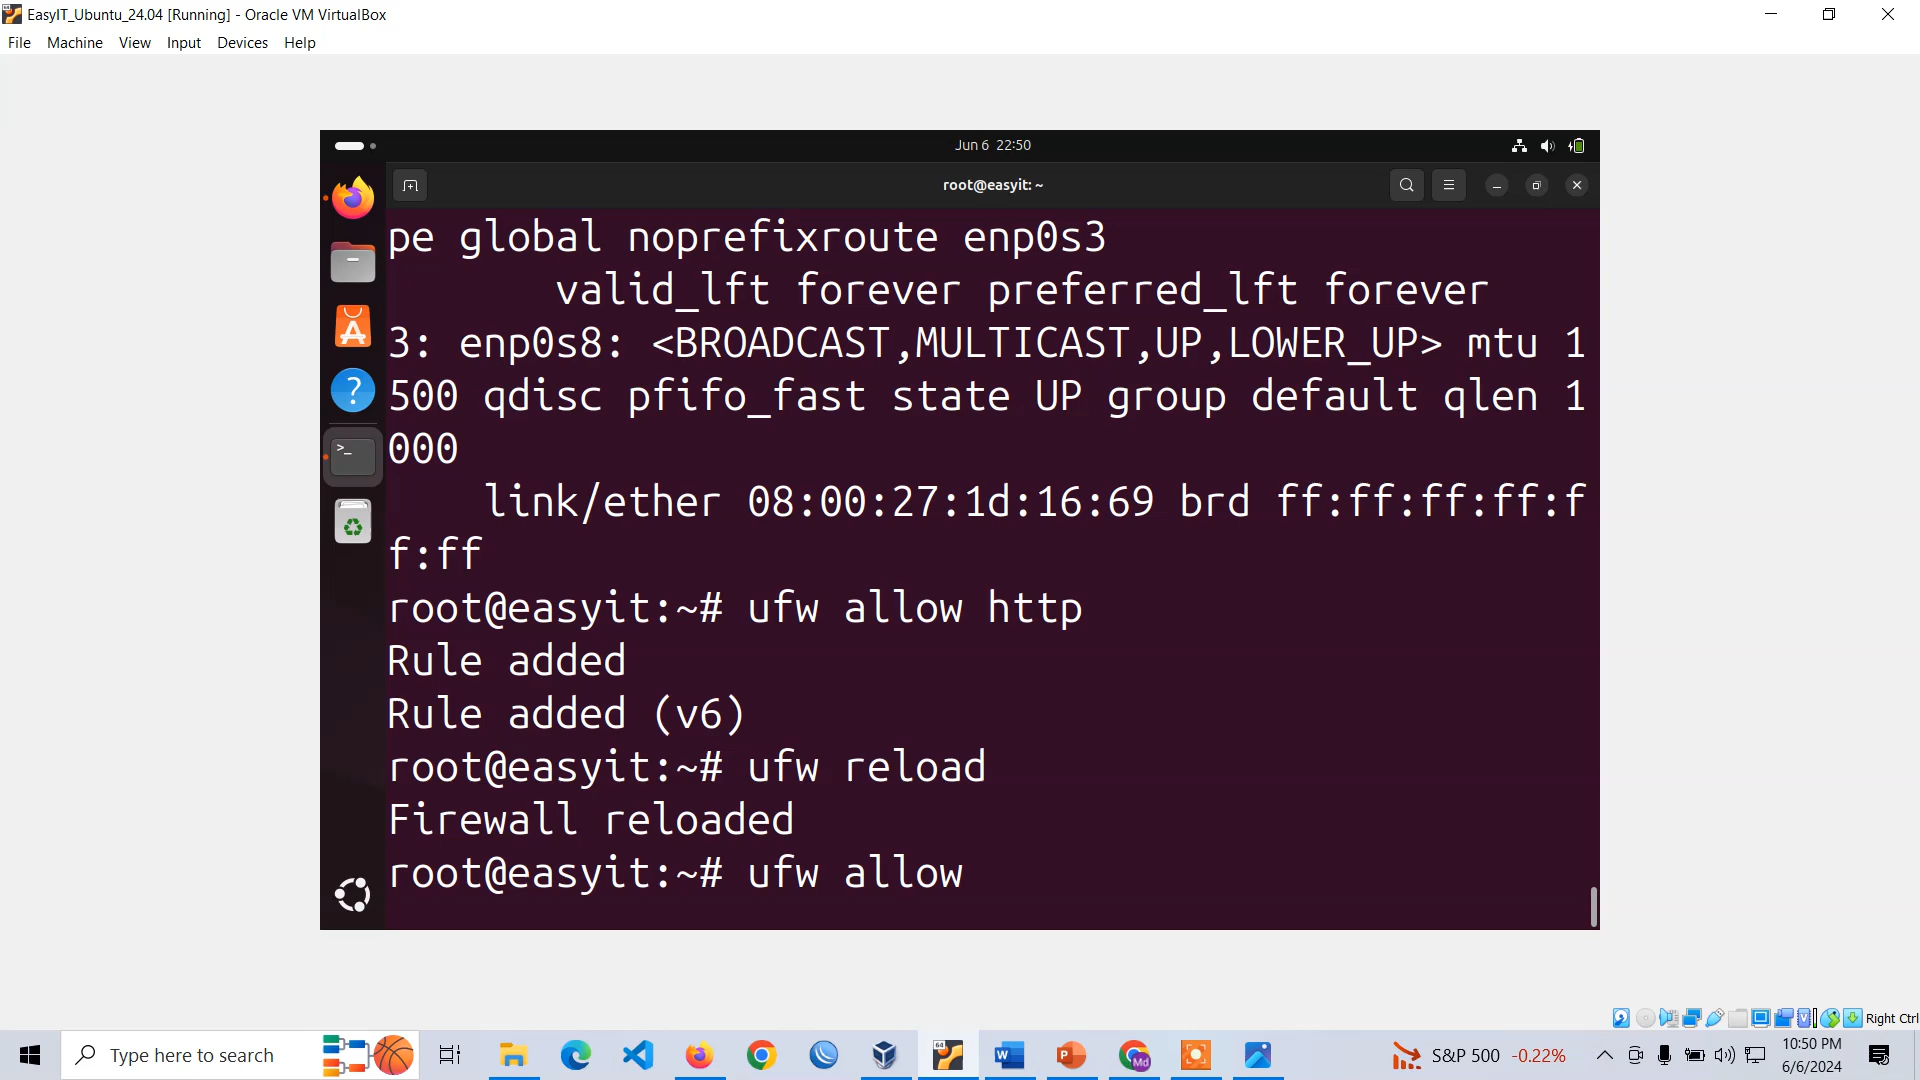 EasyIT_Ubuntu_24.04 [Running] - Oracle VM VirtualBox
File Machine View Input Devices Help
Jun 6 22:50
root@easyit: ~
pe global noprefixroute enp0s3
valid_lft forever preferred_lft forever
3: enp0s8: <BROADCAST,MULTICAST,UP,LOWER_UP> mtu 1
500 qdisc pfifo_fast state UP group default qlen 1
000
link/ether 08:00:27:1d:16:69 brd ff:ff:ff:ff:f
f:ff
root@easyit:~# ufw allow http
Rule added
Rule added (v6)
root@easyit:~# ufw reload
Firewall reloaded
root@easyit:~# ufw allow
Right Ctrl
Type here to search
S&P 500 -0.22%
10:50 PM
6/6/2024